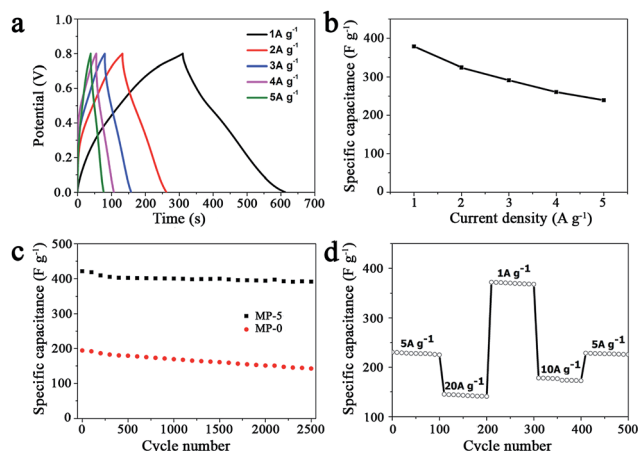 a
1A g⁻¹
2A g⁻¹
3A g⁻¹
4A g⁻¹
5A g⁻¹
Potential (V)
0.8
0.6
0.4
0.2
0.0
0 100 200 300 400 500 600 700
Time (s)
b
Specific capacitance (F g⁻¹)
400
300
200
100
0
1 2 3 4 5
Current density (A g⁻¹)
c
Specific capacitance (F g⁻¹)
500
400
300
200
100
0
MP-5
MP-0
0 500 1000 1500 2000 2500
Cycle number
d
Specific capacitance (F g⁻¹)
400
300
200
100
5A g⁻¹
20A g⁻¹
1A g⁻¹
10A g⁻¹
5A g⁻¹
0 100 200 300 400 500
Cycle number